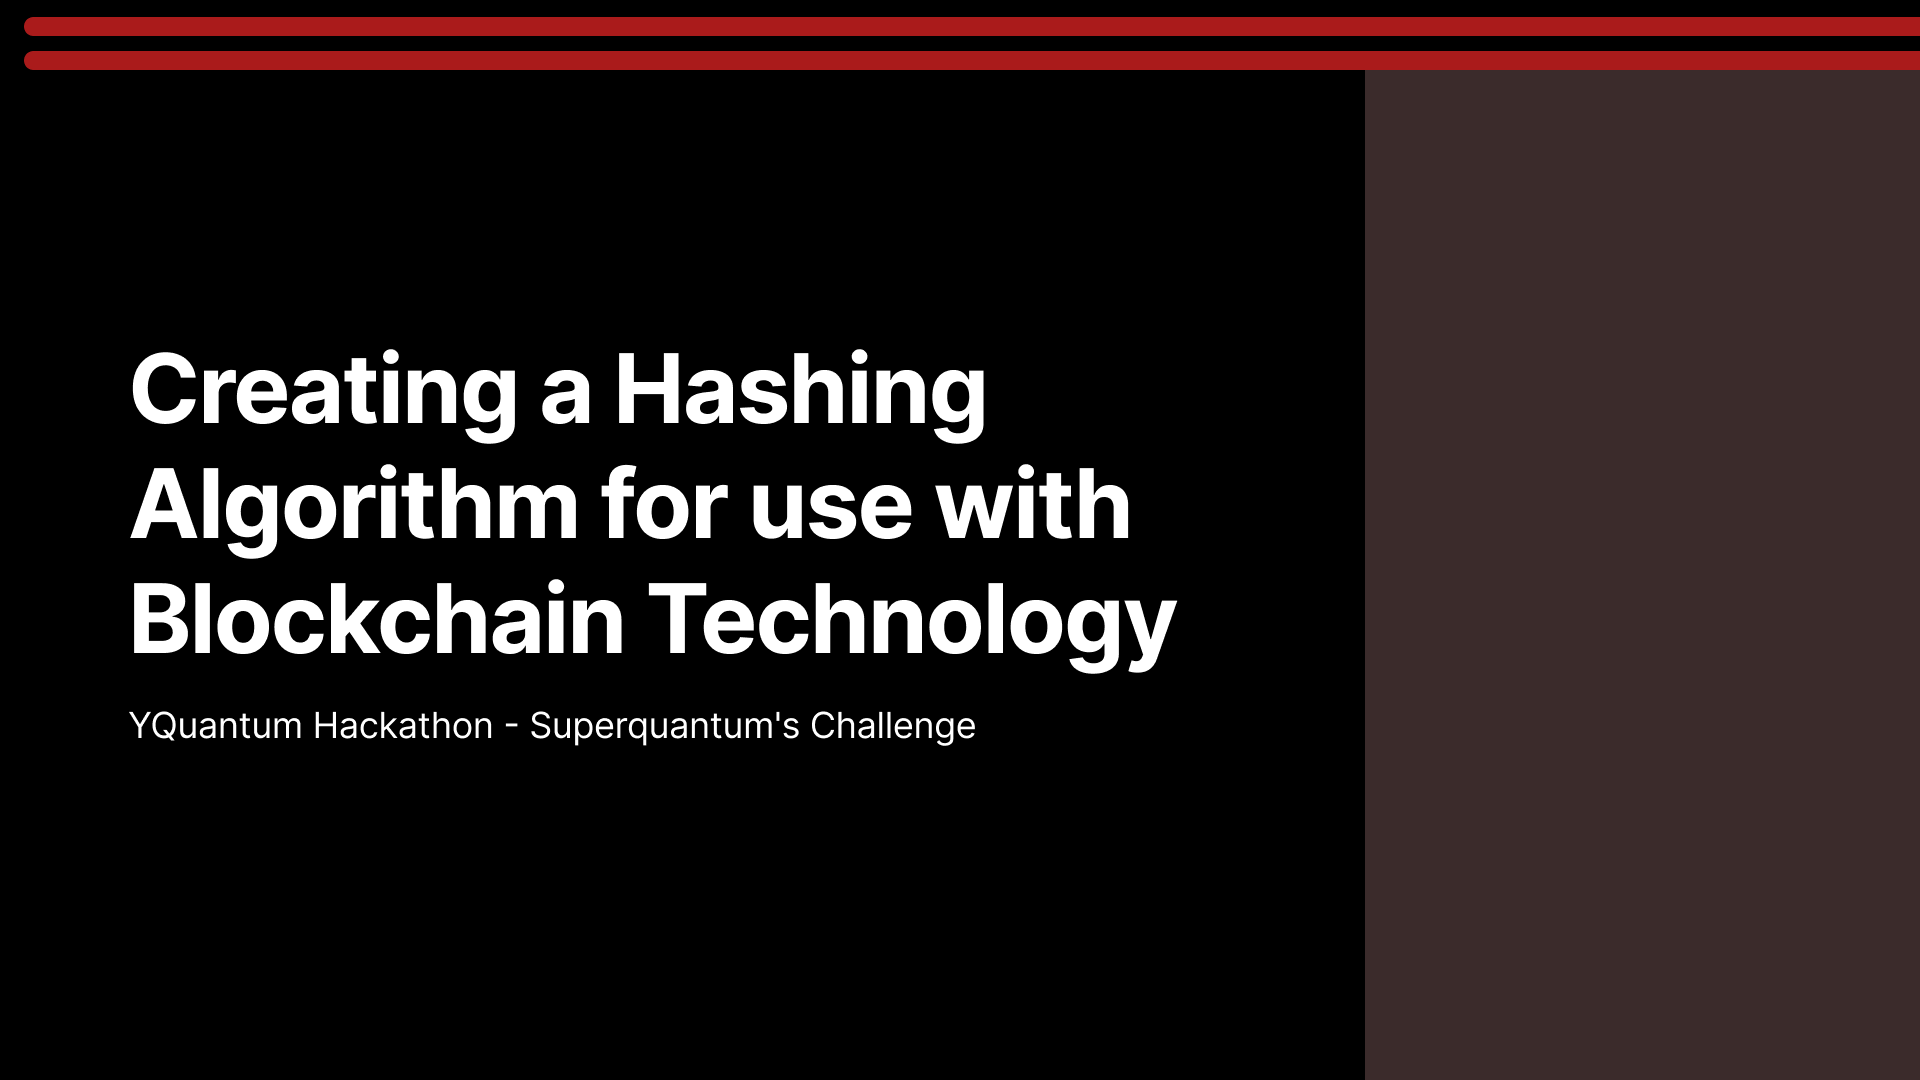 Creating a Hashing
Algorithm for use with
Blockchain Technology
YQuantum Hackathon - Superquantum's Challenge